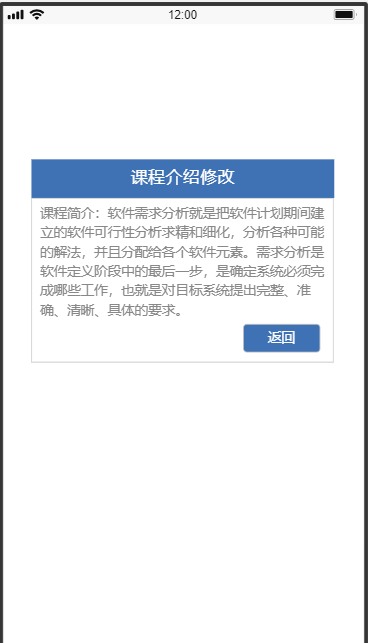 12:00
课程介绍修改
课程简介：软件需求分析就是把软件计划期间建
立的软件可行性分析求精和细化，分析各种可能
的解法，并且分配给各个软件元素。需求分析是
软件定义阶段中的最后一步，是确定系统必须完
成哪些工作，也就是对目标系统提出完整、准
确、清晰、具体的要求。
返回